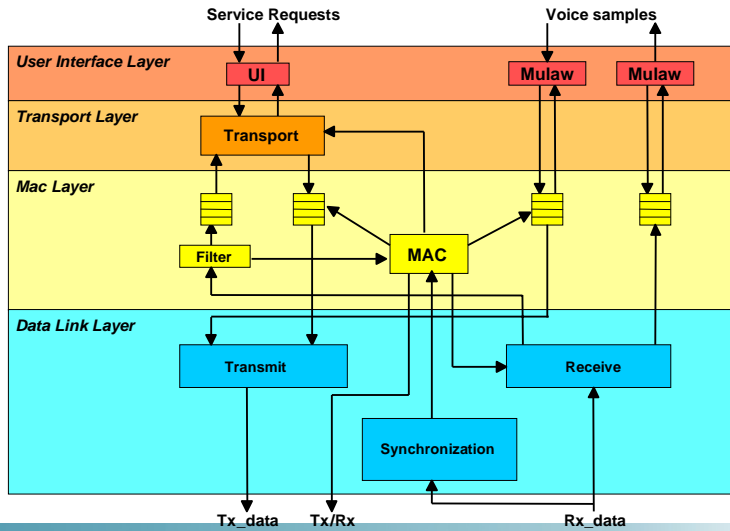 Service Requests
Voice samples
User Interface Layer
UI
Mulaw
Mulaw
Transport Layer
Transport
Mac Layer
MAC
Filter
Data Link Layer
Transmit
Receive
Synchronization
Tx_data
Tx/Rx
Rx_data